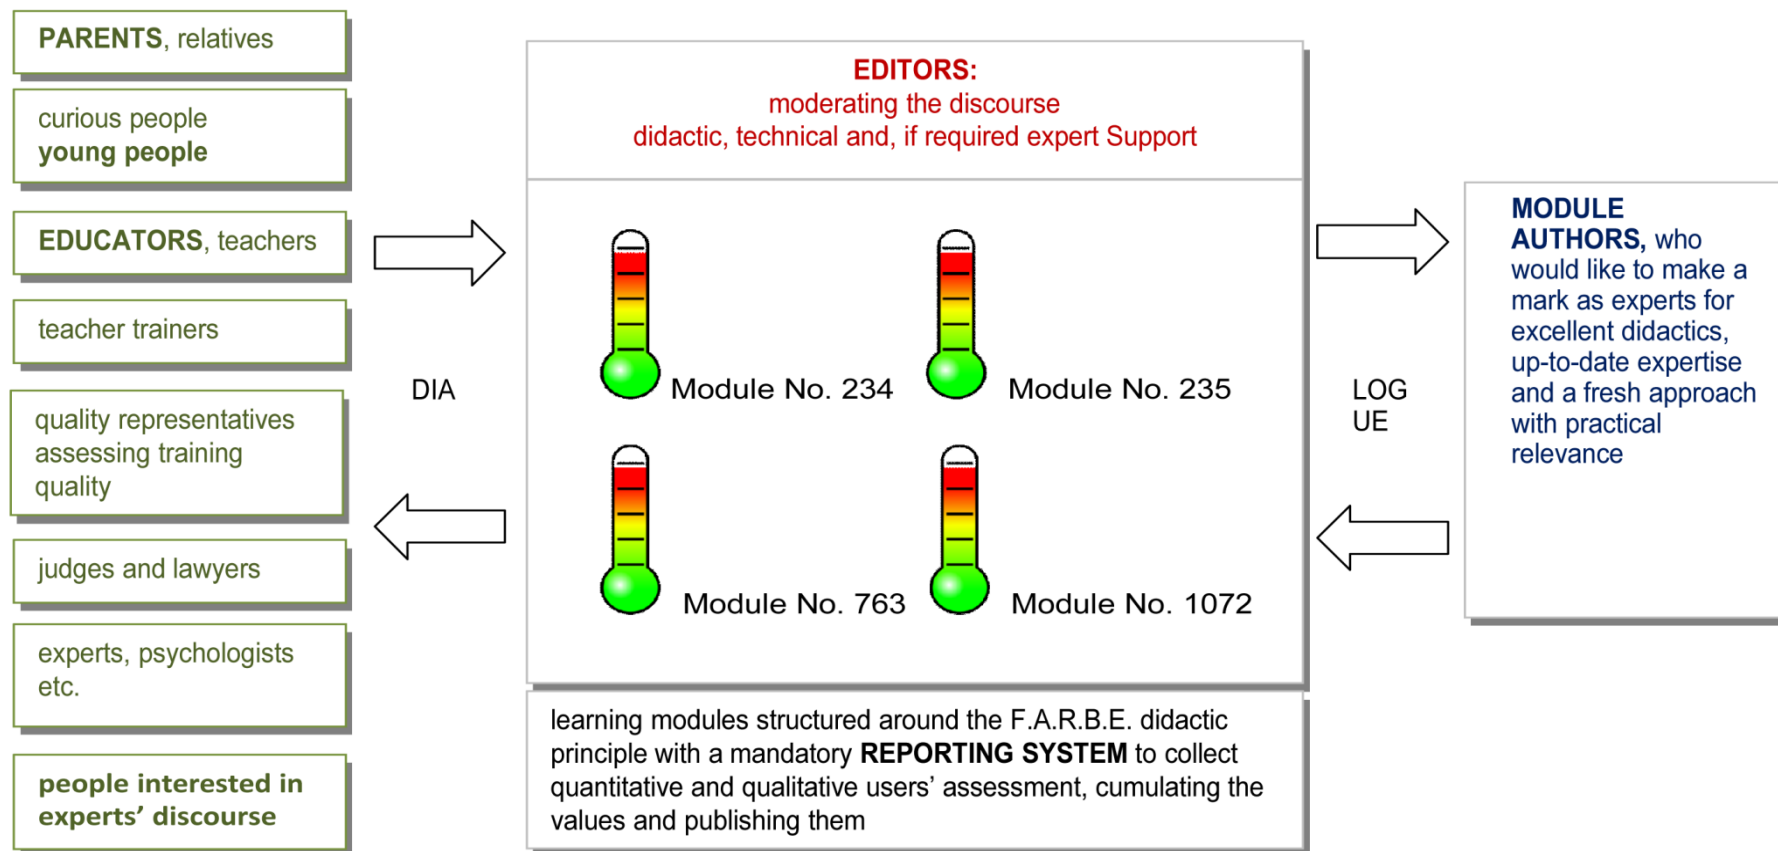 PARENTS, relatives
curious people
young people
EDUCATORS, teachers
teacher trainers
quality representatives
assessing training
quality
judges and lawyers
experts, psychologists
etc.
people interested in
experts’ discourse
DIA
EDITORS:
moderating the discourse
didactic, technical and, if required expert Support
Module No. 234
Module No. 235
Module No. 763
Module No. 1072
learning modules structured around the F.A.R.B.E. didactic
principle with a mandatory REPORTING SYSTEM to collect
quantitative and qualitative users’ assessment, cumulating the
values and publishing them
LOG
UE
MODULE
AUTHORS, who
would like to make a
mark as experts for
excellent didactics,
up-to-date expertise
and a fresh approach
with practical
relevance